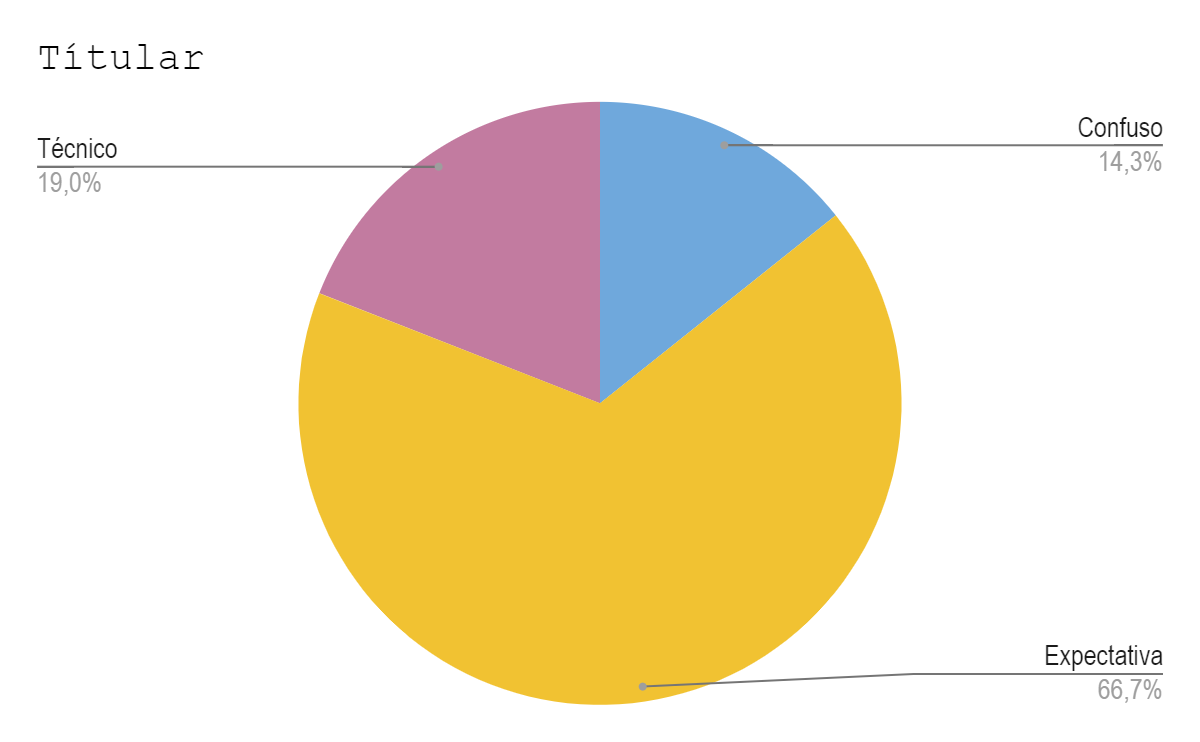 Títular
Técnico
19,0%
Confuso
14,3%
Expectativa
66,7%